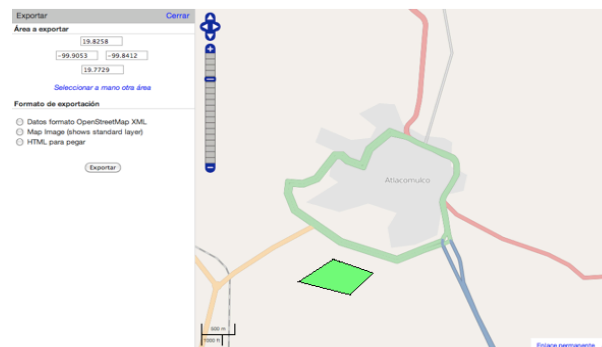 Exportar Cerrar
Área a exportar
19.8258
-99.9053 -99.8412
19.7729
Seleccionar a mano otra área
Formato de exportación
Datos formato OpenStreetMap XML
Map Image (shows standard layer)
HTML para pegar
Exportar
Atlacomulco
500 m
1000 ft
Enlace permanente